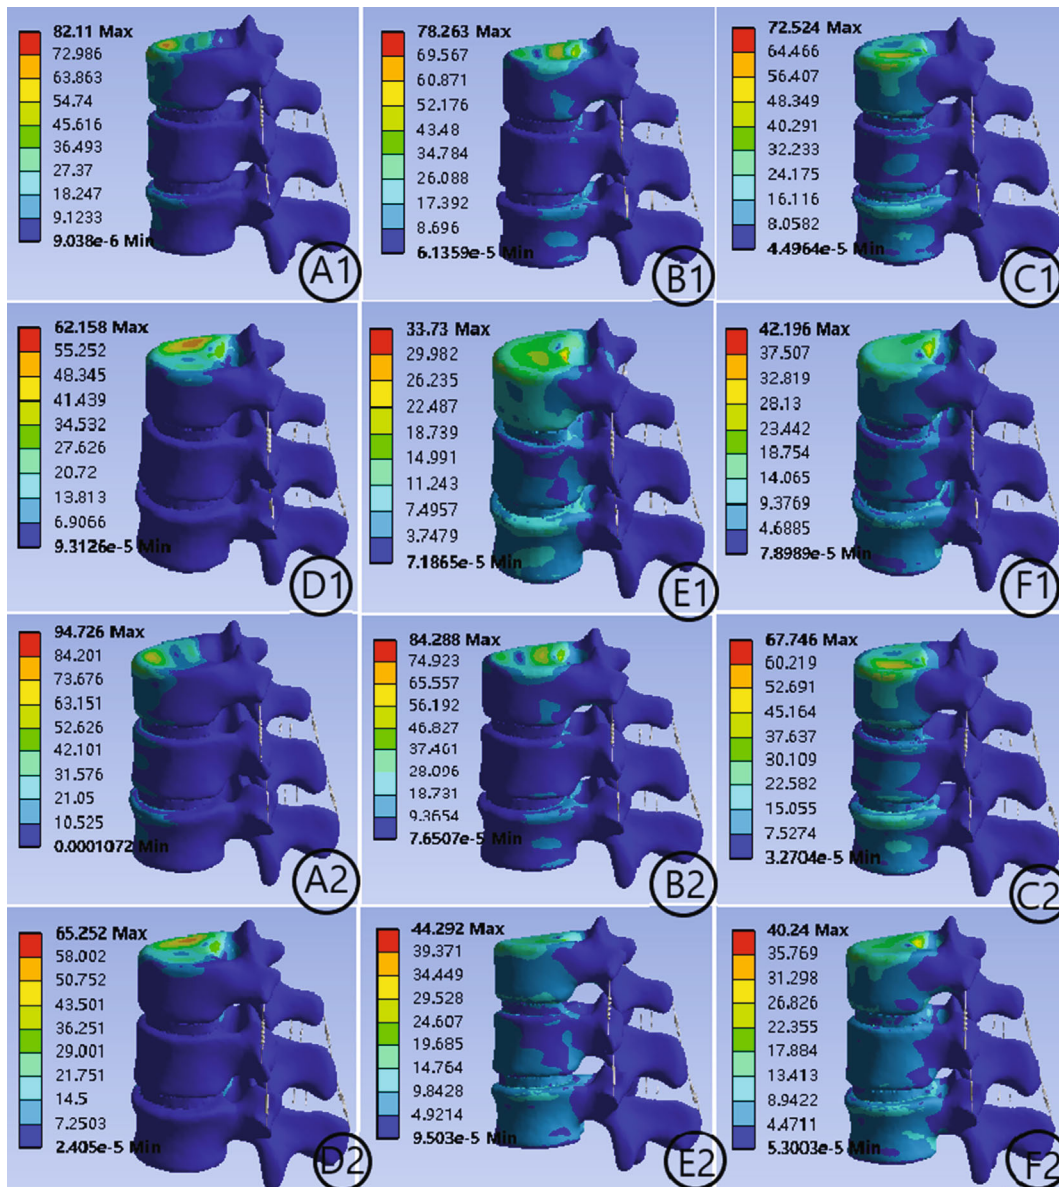 82.11 Max
72.986
63.863
54.74
45.616
36.493
27.37
18.247
9.1233
9.038e-6 Min
A1
78.263 Max
69.567
60.871
52.176
43.48
34.784
26.088
17.392
8.696
6.1359e-5 Min
B1
72.524 Max
64.466
56.407
48.349
40.291
32.233
24.175
16.116
8.0582
4.4964e-5 Min
C1
62.158 Max
55.252
48.345
41.439
34.532
27.626
20.72
13.813
6.9066
9.3126e-5 Min
D1
33.73 Max
29.982
26.235
22.487
18.739
14.991
11.243
7.4957
3.7479
7.1865e-5 Min
E1
42.196 Max
37.507
32.819
28.13
23.442
18.754
14.065
9.3769
4.6885
7.8989e-5 Min
F1
94.726 Max
84.201
73.676
63.151
52.626
42.101
31.576
21.05
10.525
0.0001072 Min
A2
84.288 Max
74.923
65.557
56.192
46.827
37.461
28.096
18.731
9.3654
7.6507e-5 Min
B2
67.746 Max
60.219
52.691
45.164
37.637
30.109
22.582
15.055
7.5274
3.2704e-5 Min
C2
65.252 Max
58.002
50.752
43.501
36.251
29.001
21.751
14.5
7.2503
2.405e-5 Min
D2
44.292 Max
39.371
34.449
29.528
24.607
19.685
14.764
9.8428
4.9214
9.503e-5 Min
E2
40.24 Max
35.769
31.298
26.826
22.355
17.884
13.413
8.9422
4.4711
5.3003e-5 Min
F2